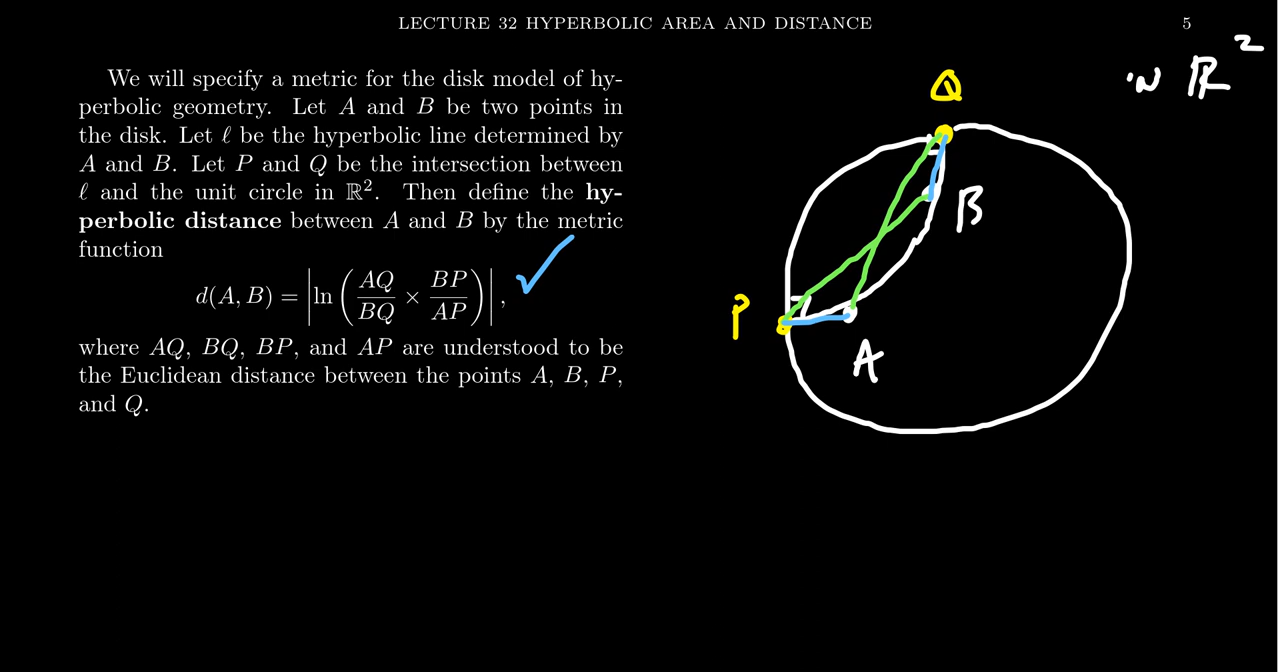 LECTURE 32 HYPERBOLIC AREA AND DISTANCE 5
We will specify a metric for the disk model of hy-
perbolic geometry. Let A and B be two points in
the disk. Let ℓ be the hyperbolic line determined by
A and B. Let P and Q be the intersection between
ℓ and the unit circle in ℝ². Then define the hy-
perbolic distance between A and B by the metric
function
d(A, B) = |ln(AQ/BQ × BP/AP)|,
where AQ, BQ, BP, and AP are understood to be
the Euclidean distance between the points A, B, P,
and Q.
in ℝ²
Q
B
P
A